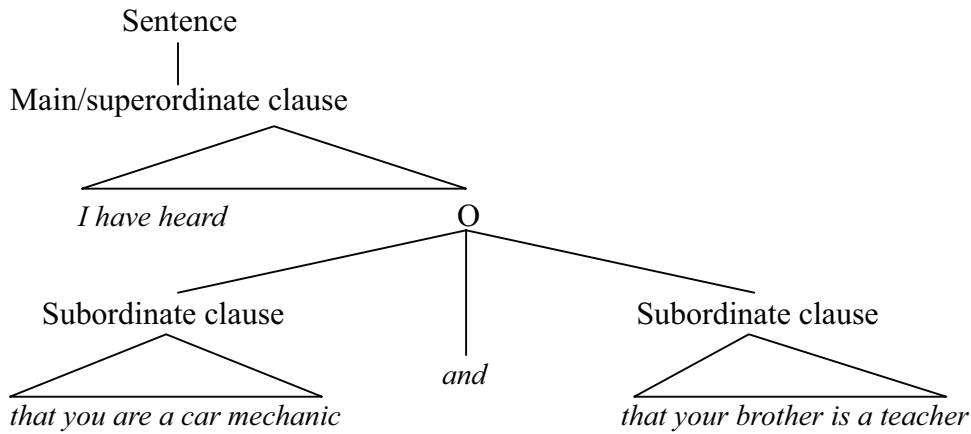 Sentence
Main/superordinate clause
I have heard
O
Subordinate clause
Subordinate clause
and
that you are a car mechanic
that your brother is a teacher